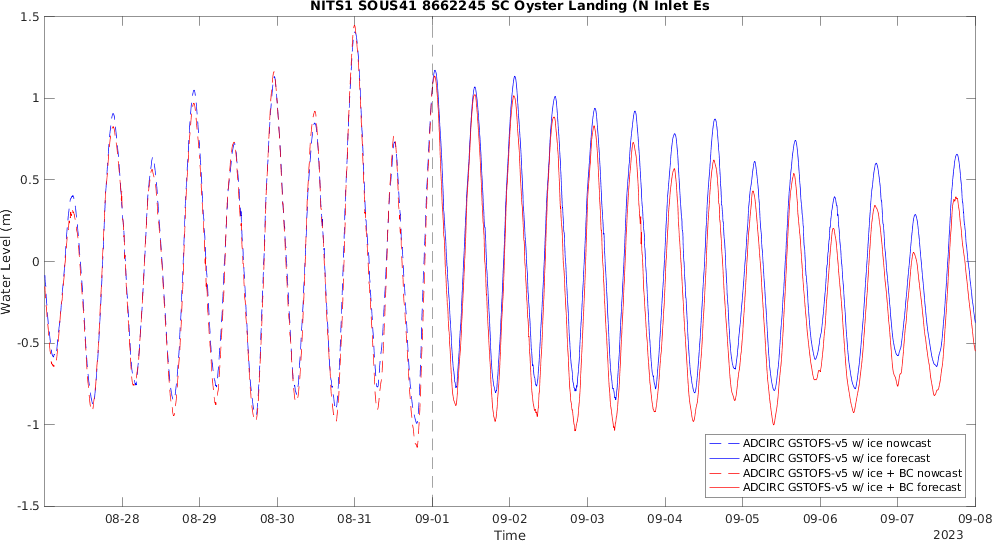 NITS1 SOUS41 8662245 SC Oyster Landing (N Inlet Es
1.5
1
0.5
0
-0.5
-1
-1.5
Water Level (m)
08-28
08-29
08-30
08-31
09-01
09-02
09-03
09-04
09-05
09-06
09-07
09-08
Time
2023
ADCIRC GSTOFS-v5 w/ ice nowcast
ADCIRC GSTOFS-v5 w/ ice forecast
ADCIRC GSTOFS-v5 w/ ice + BC nowcast
ADCIRC GSTOFS-v5 w/ ice + BC forecast